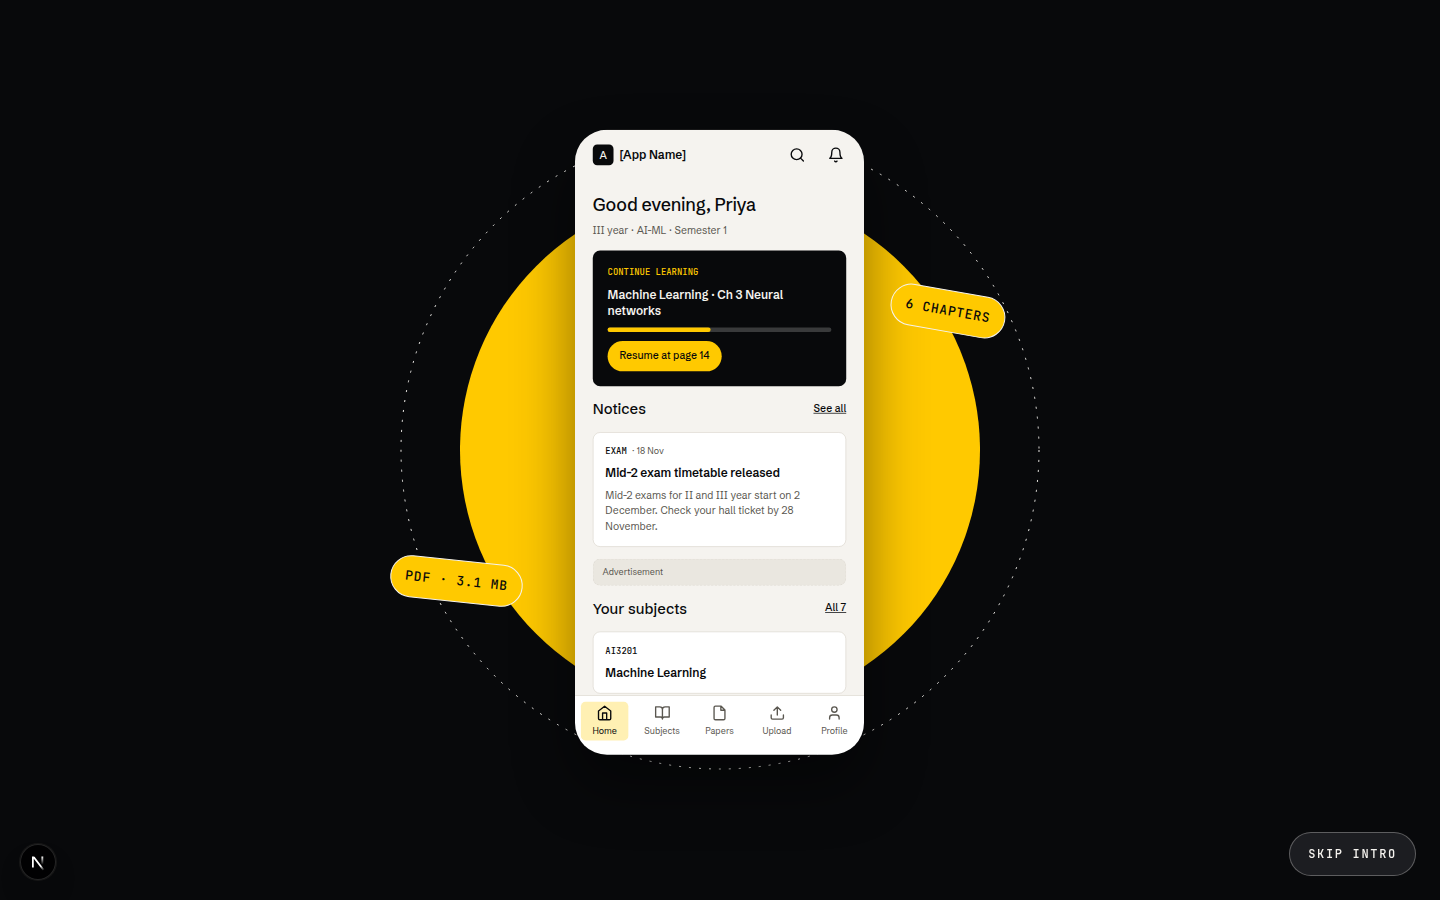 A [App Name]
Good evening, Priya
III year · AI-ML · Semester 1
CONTINUE LEARNING
Machine Learning · Ch 3 Neural
networks
Resume at page 14
6 CHAPTERS
Notices See all
EXAM · 18 Nov
Mid-2 exam timetable released
Mid-2 exams for II and III year start on 2
December. Check your hall ticket by 28
November.
Advertisement
PDF · 3.1 MB
Your subjects All 7
AI3201
Machine Learning
Home Subjects Papers Upload Profile
N
SKIP INTRO